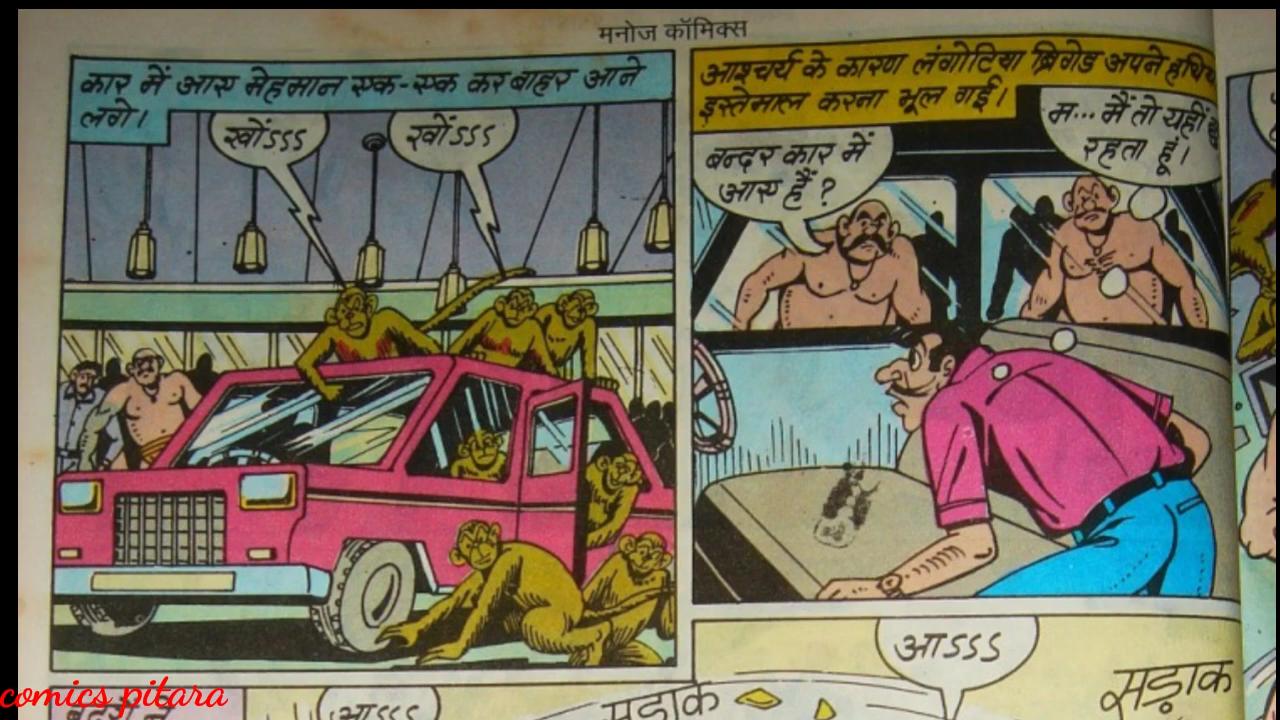 मनोज कॉमिक्स
कार में आए मेहमान एक-एक कर बाहर आने
लगे।
खोंऽऽऽ
खोंऽऽऽ
आश्चर्य के कारण लंगोटिया ब्रिगेड अपने
इस्तेमाल करना भूल गई।
बन्दर कार में
आए हैं?
म... मैं तो यहीं
रहता हूं।
आऽऽऽ
सड़ाक
सड़ाक
आऽऽऽ
comics pitara